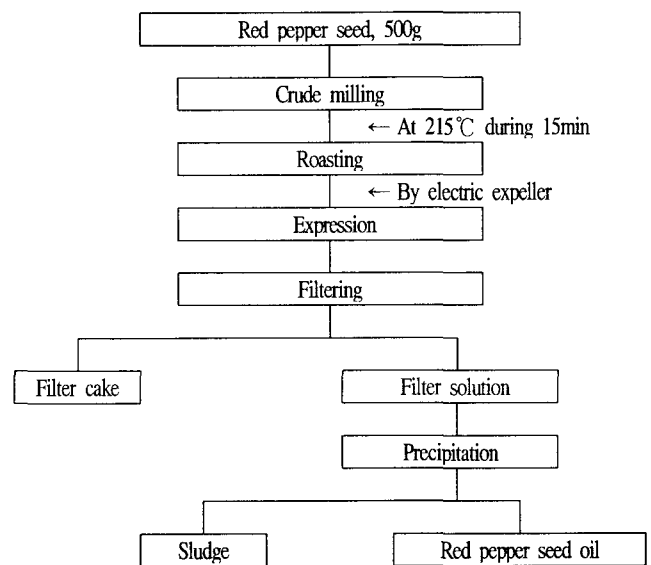 Red pepper seed, 500g
Crude milling
← At 215℃ during 15min
Roasting
← By electric expeller
Expression
Filtering
Filter cake
Filter solution
Precipitation
Sludge
Red pepper seed oil